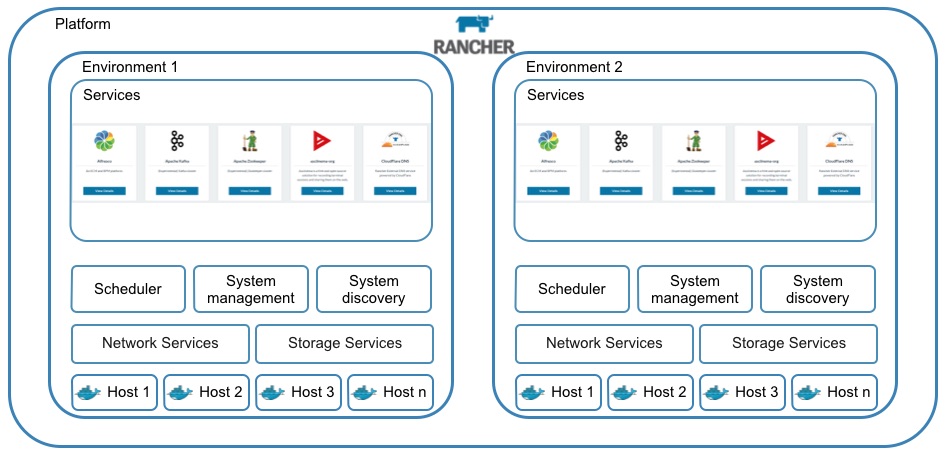 Platform
RANCHER
Environment 1
Services
Alfresco
Apache Kafka
Apache Zookeeper
asciinema-org
CloudFlare DNS
View Details
View Details
View Details
View Details
View Details
Scheduler
System
management
System
discovery
Network Services
Storage Services
Host 1
Host 2
Host 3
Host n
Environment 2
Services
Alfresco
Apache Kafka
Apache Zookeeper
asciinema-org
CloudFlare DNS
View Details
View Details
View Details
View Details
View Details
Scheduler
System
management
System
discovery
Network Services
Storage Services
Host 1
Host 2
Host 3
Host n